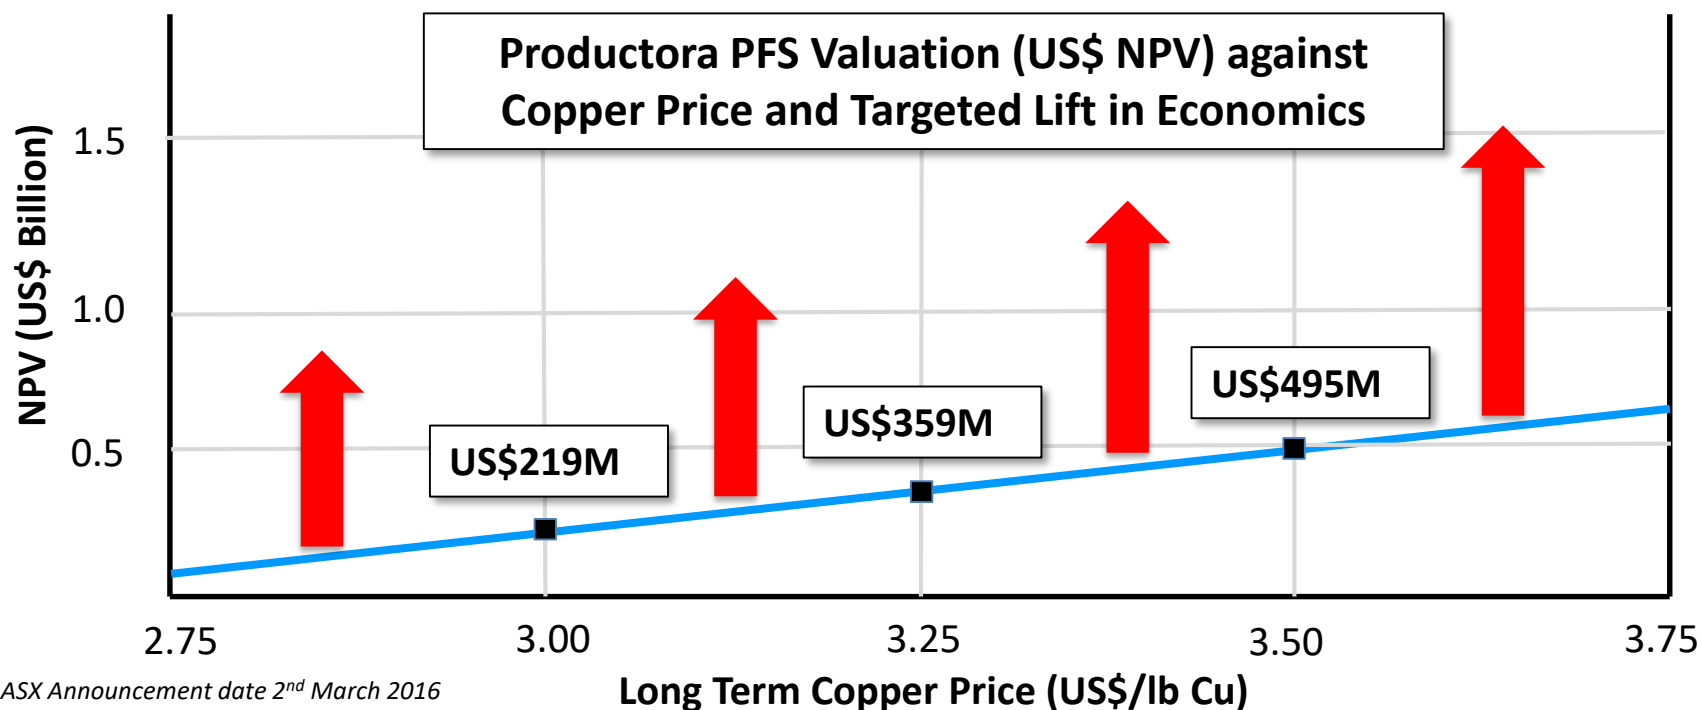 Productora PFS Valuation (US$ NPV) against
Copper Price and Targeted Lift in Economics
NPV (US$ Billion)
1.5
1.0
0.5
US$219M
US$359M
US$495M
2.75
3.00
3.25
3.50
3.75
Long Term Copper Price (US$/lb Cu)
ASX Announcement date 2nd March 2016